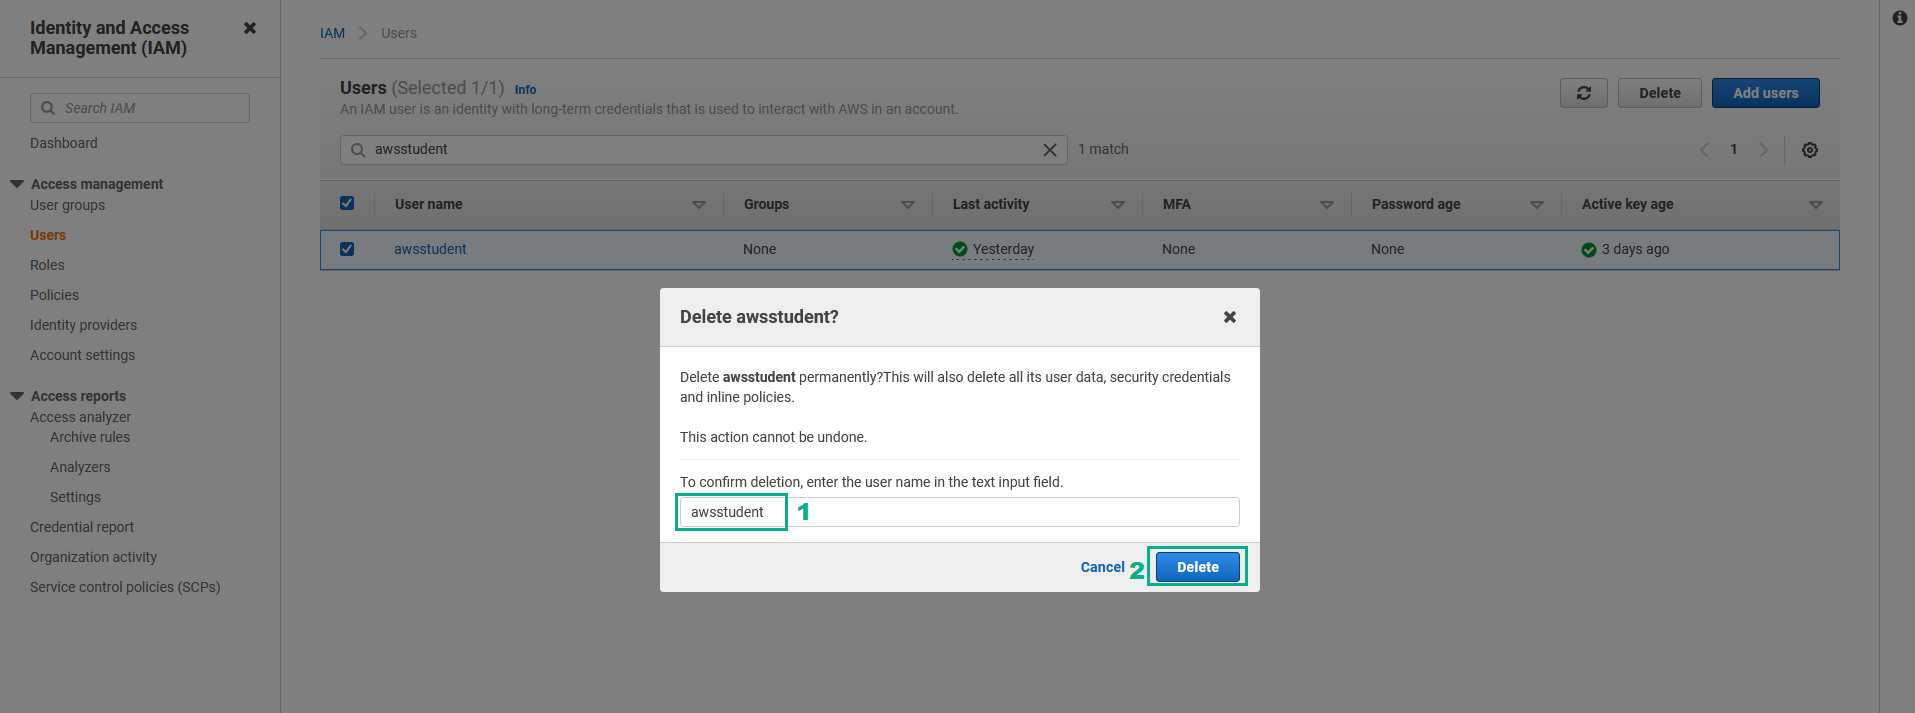 Identity and Access
Management (IAM)
Search IAM
Dashboard
Access management
User groups
Users
Roles
Policies
Identity providers
Account settings
Access reports
Access analyzer
Archive rules
Analyzers
Settings
Credential report
Organization activity
Service control policies (SCPs)
IAM Users
Users (Selected 1/1) Info
An IAM user is an identity with long-term credentials that is used to interact with AWS in an account.
Delete Add users
awsstudent 1 match 1
User name Groups Last activity MFA Password age Active key age
awsstudent None Yesterday None None 3 days ago
Delete awsstudent?
Delete awsstudent permanently?This will also delete all its user data, security credentials
and inline policies.
This action cannot be undone.
To confirm deletion, enter the user name in the text input field.
awsstudent 1
Cancel 2 Delete